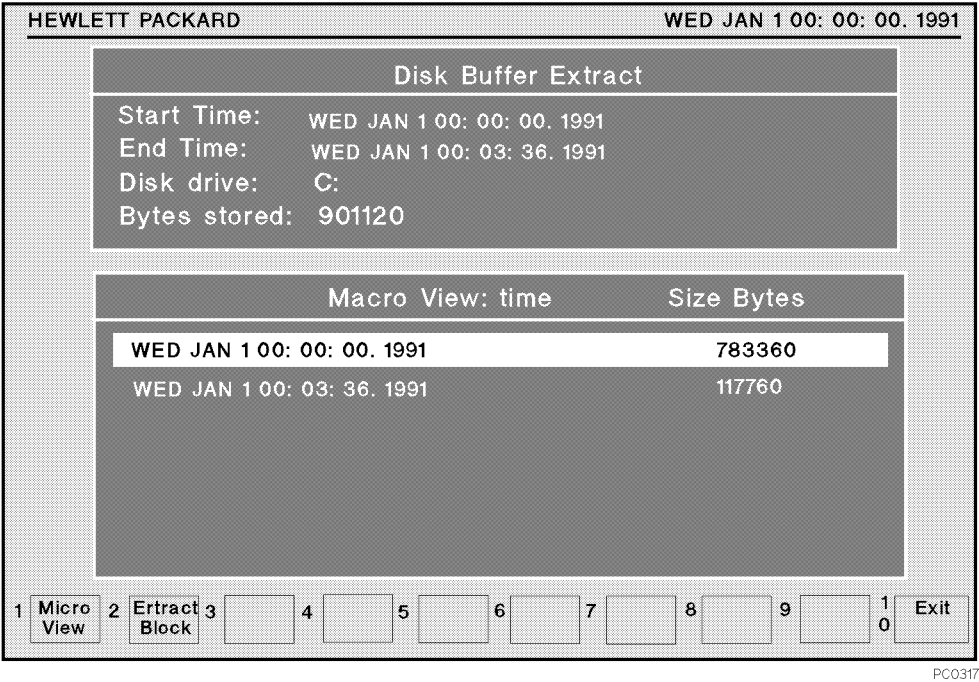 HEWLETT PACKARD WED JAN 1 00: 00: 00. 1991
Disk Buffer Extract
Start Time: WED JAN 1 00: 00: 00. 1991
End Time: WED JAN 1 00: 03: 36. 1991
Disk drive: C:
Bytes stored: 901120
Macro View: time Size Bytes
WED JAN 1 00: 00: 00. 1991 783360
WED JAN 1 00: 03: 36. 1991 117760
1 Micro View 2 Ertract Block 3 4 5 6 7 8 9 10 Exit
PC0317